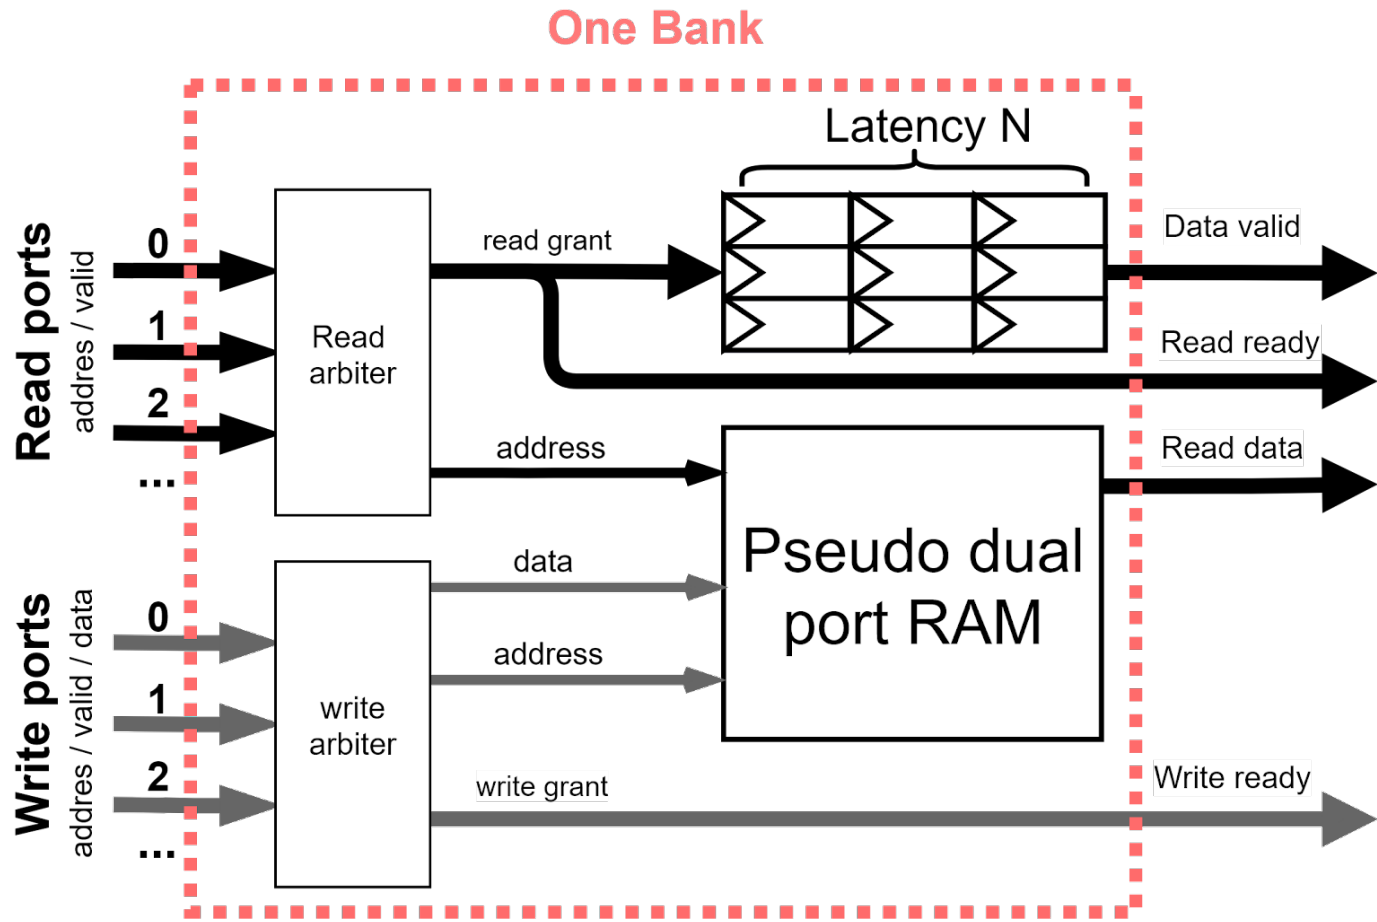 One Bank
Latency N
Read ports
addres / valid
0
1
2
...
Read
arbiter
read grant
address
Data valid
Read ready
Read data
Pseudo dual
port RAM
Write ports
addres / valid / data
0
1
2
...
write
arbiter
data
address
write grant
Write ready